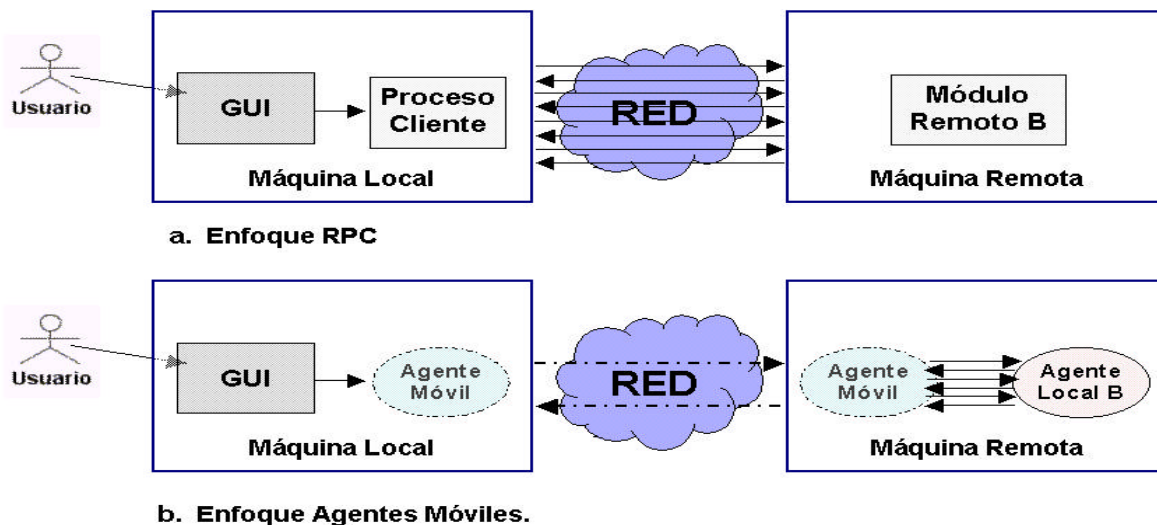 Usuario
GUI
Proceso
Cliente
RED
Módulo
Remoto B
Máquina Local
Máquina Remota
a. Enfoque RPC
Usuario
GUI
Agente
Móvil
RED
Agente
Móvil
Agente
Local B
Máquina Local
Máquina Remota
b. Enfoque Agentes Móviles.